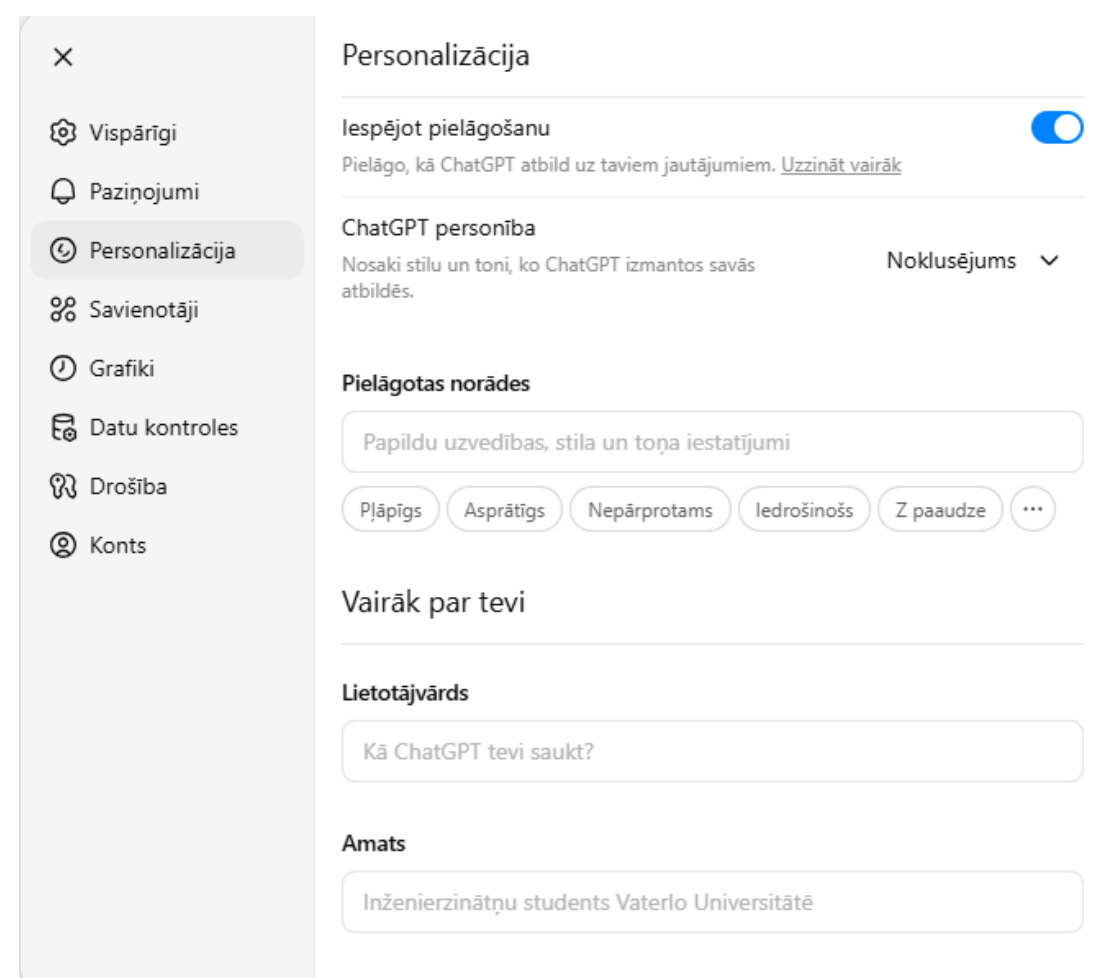 Vispārīgi
Paziņojumi
Personalizācija
Savienotāji
Grafiki
Datu kontroles
Drošība
Konts
Personalizācija
Iespējot pielāgošanu
Pielāgo, kā ChatGPT atbild uz taviem jautājumiem. Uzzināt vairāk
ChatGPT personība
Nosaki stilu un toni, ko ChatGPT izmantos savās
atbildēs.
Noklusējums
Pielāgotas norādes
Papildu uzvedības, stila un toņa iestatījumi
Pļāpīgs
Asprātīgs
Nepārprotams
Iedrošinošs
Z paaudze
···
Vairāk par tevi
Lietotājvārds
Kā ChatGPT tevi saukt?
Amats
Inženierzinātņu students Vaterlo Universitātē